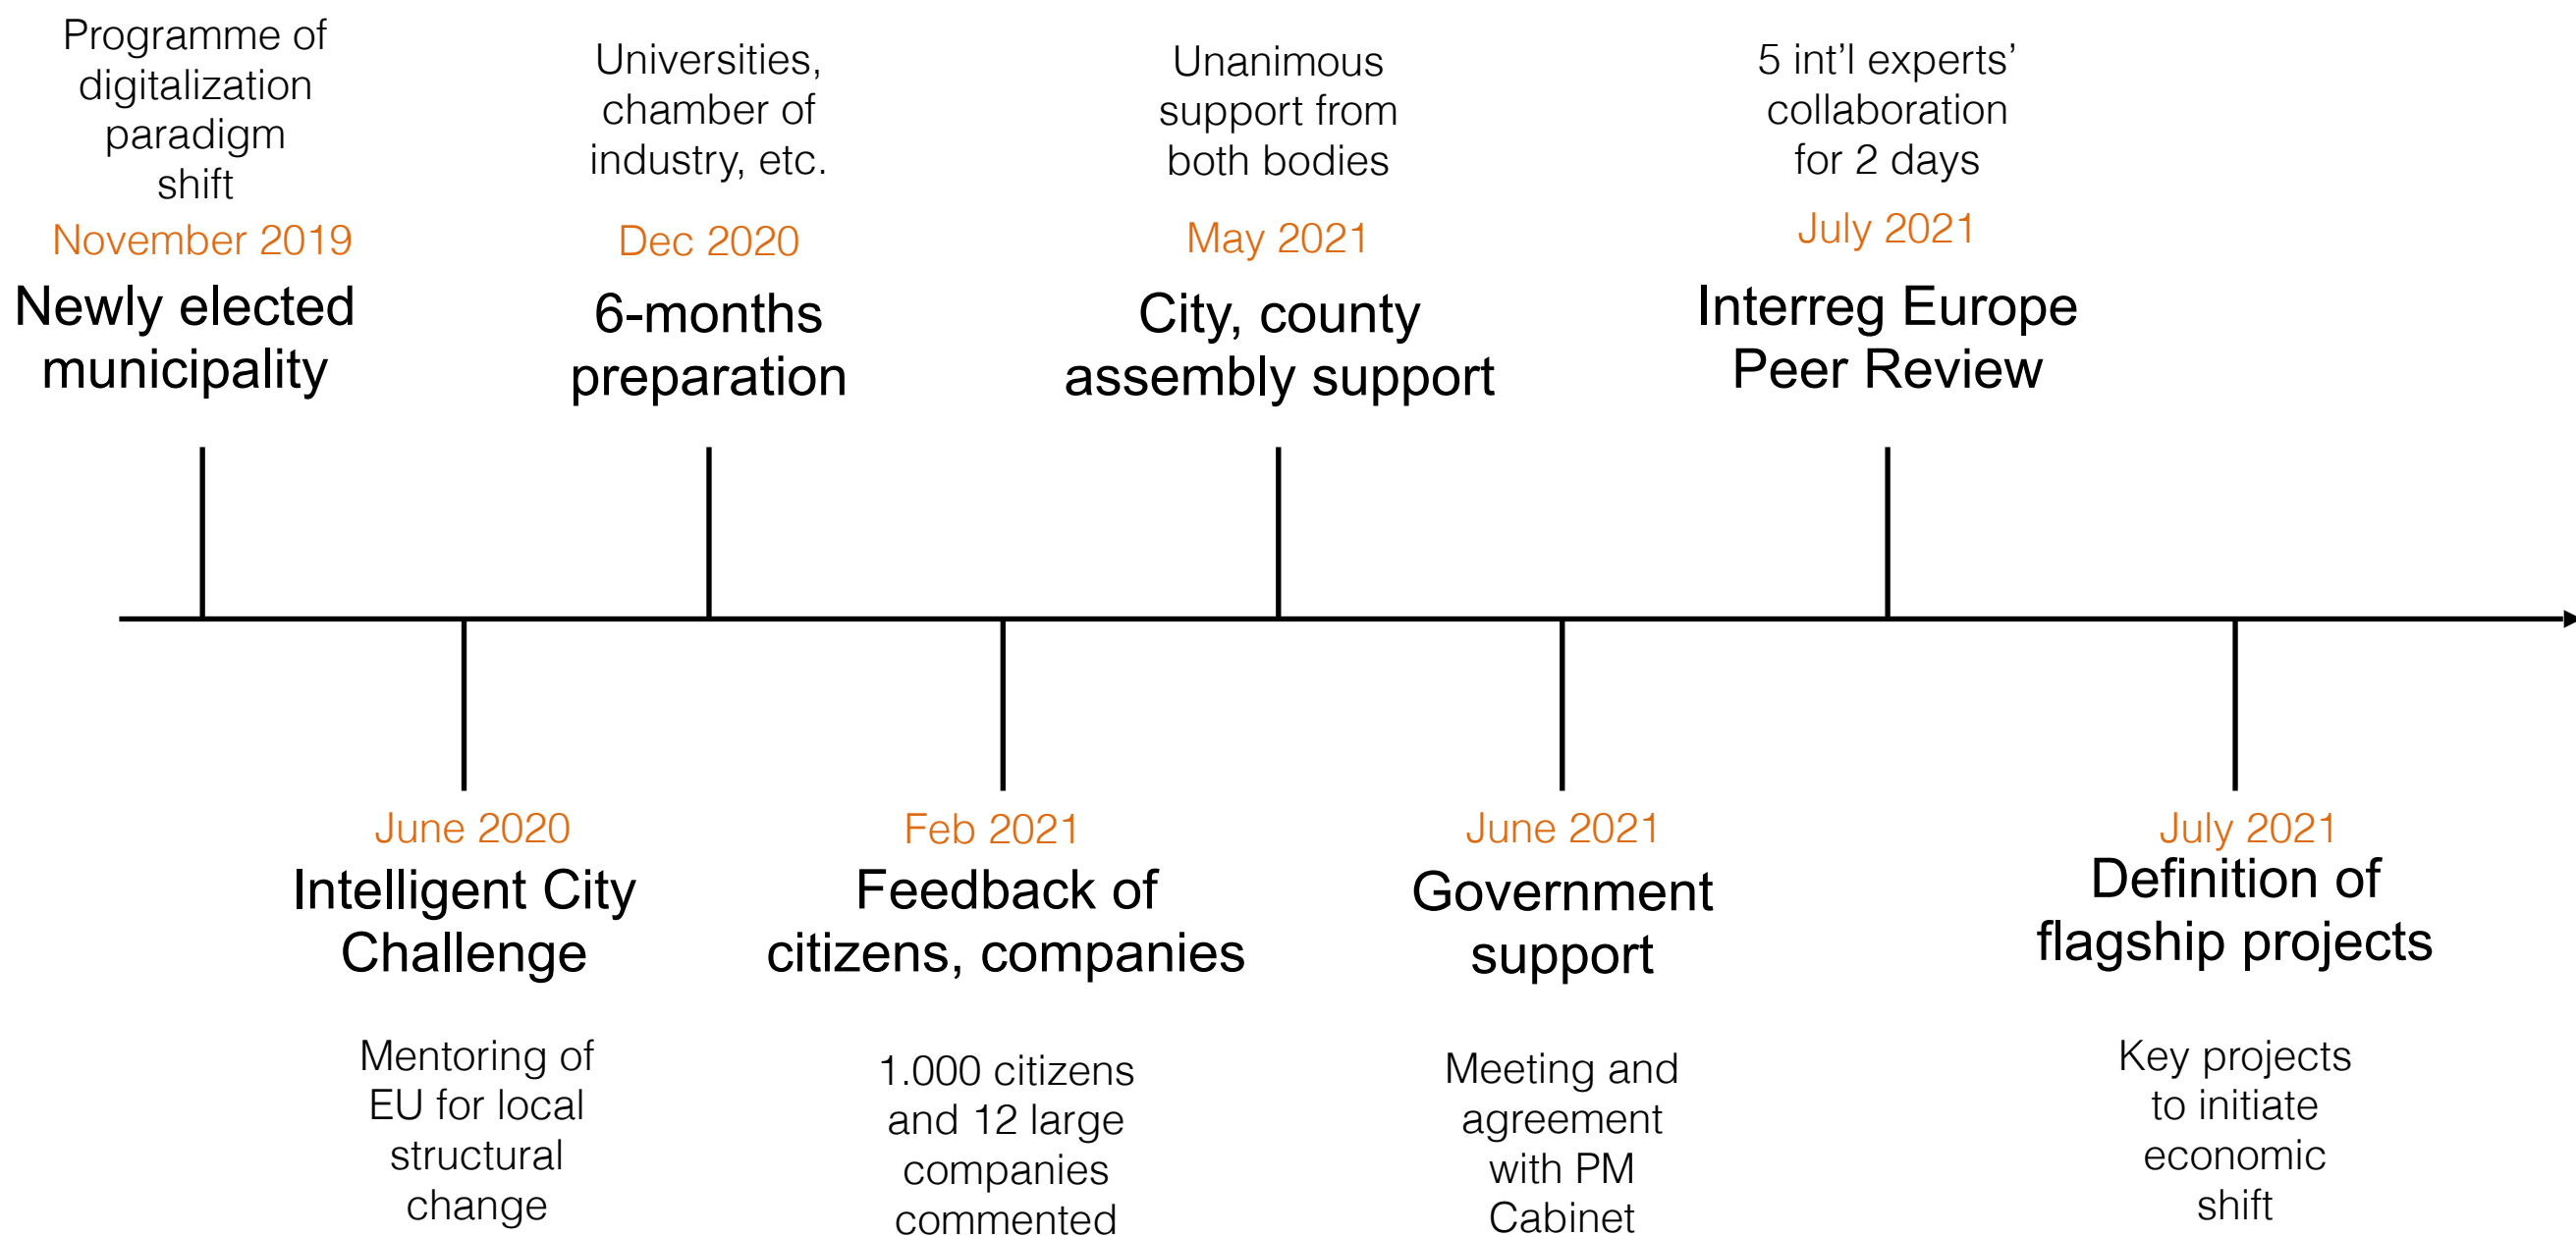 Programme of
digitalization
paradigm
shift
November 2019
Newly elected
municipality
Universities,
chamber of
industry, etc.
Dec 2020
6-months
preparation
Unanimous
support from
both bodies
May 2021
City, county
assembly support
5 int'l experts'
collaboration
for 2 days
July 2021
Interreg Europe
Peer Review
June 2020
Intelligent City
Challenge
Mentoring of
EU for local
structural
change
Feb 2021
Feedback of
citizens, companies
1.000 citizens
and 12 large
companies
commented
June 2021
Government
support
Meeting and
agreement
with PM
Cabinet
July 2021
Definition of
flagship projects
Key projects
to initiate
economic
shift